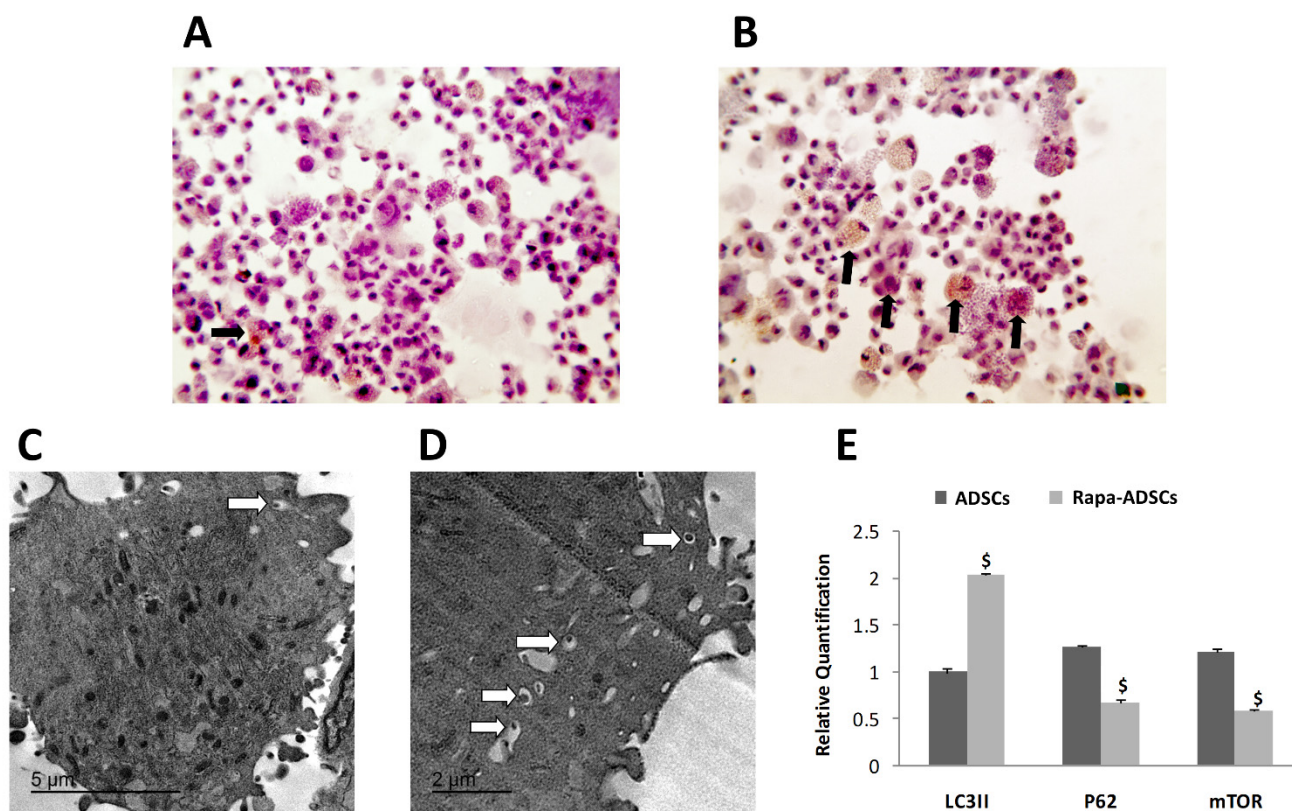 A
B
C
D
E
5 µm
2 µm
ADSCs
Rapa-ADSCs
Relative Quantification
2.5
2
1.5
1
0.5
0
$
$
$
LC3II
P62
mTOR